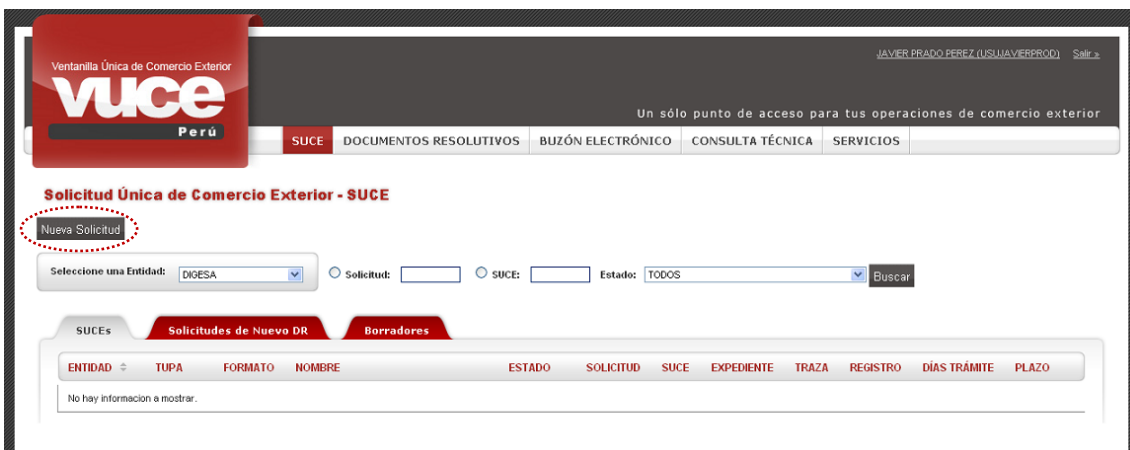 JAVIER PRADO PEREZ (USUJAVIERPROD) Salir »
Ventanilla Única de Comercio Exterior
vuce
Perú
Un sólo punto de acceso para tus operaciones de comercio exterior
SUCE DOCUMENTOS RESOLUTIVOS BUZÓN ELECTRÓNICO CONSULTA TÉCNICA SERVICIOS
Solicitud Única de Comercio Exterior - SUCE
Nueva Solicitud
Seleccione una Entidad: DIGESA Solicitud: SUCE: Estado: TODOS Buscar
SUCEs Solicitudes de Nuevo DR Borradores
ENTIDAD TUPA FORMATO NOMBRE ESTADO SOLICITUD SUCE EXPEDIENTE TRAZA REGISTRO DÍAS TRÁMITE PLAZO
No hay informacion a mostrar.